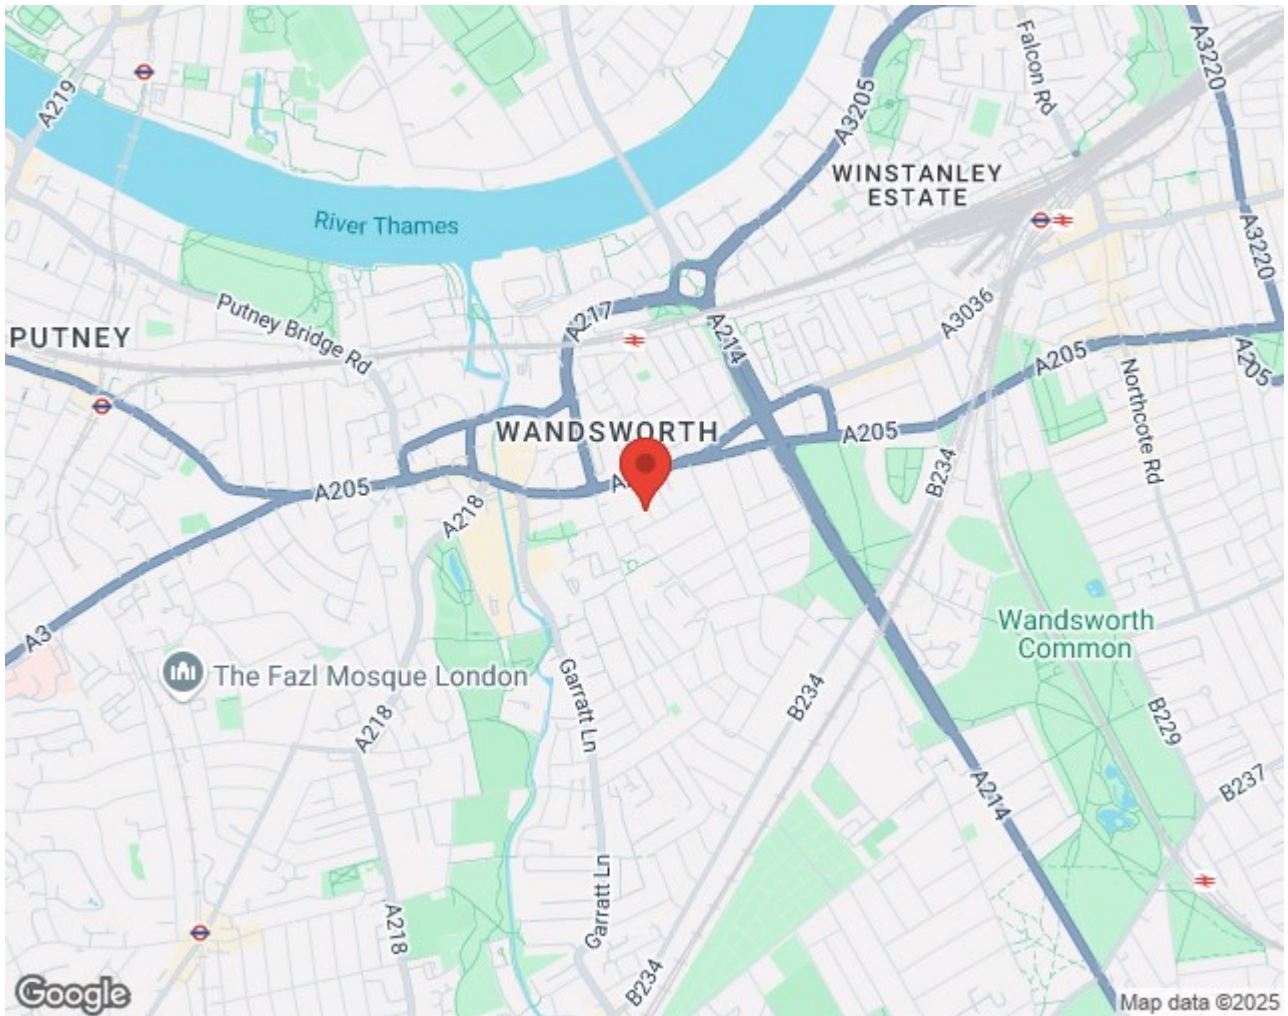 A219
Falcon Rd
A3220
A3205
WINSTANLEY
ESTATE
River Thames
A3220
Putney Bridge Rd
A217
A3036
PUTNEY
A214
A205
A205
Northcote Rd
WANDSWORTH
A205
B234
A205
A218
Wandsworth
Common
A3
The Fazl Mosque London
Garratt Ln
B234
A218
B229
A214
B237
Garratt Ln
A218
B234
Google
Map data ©2025